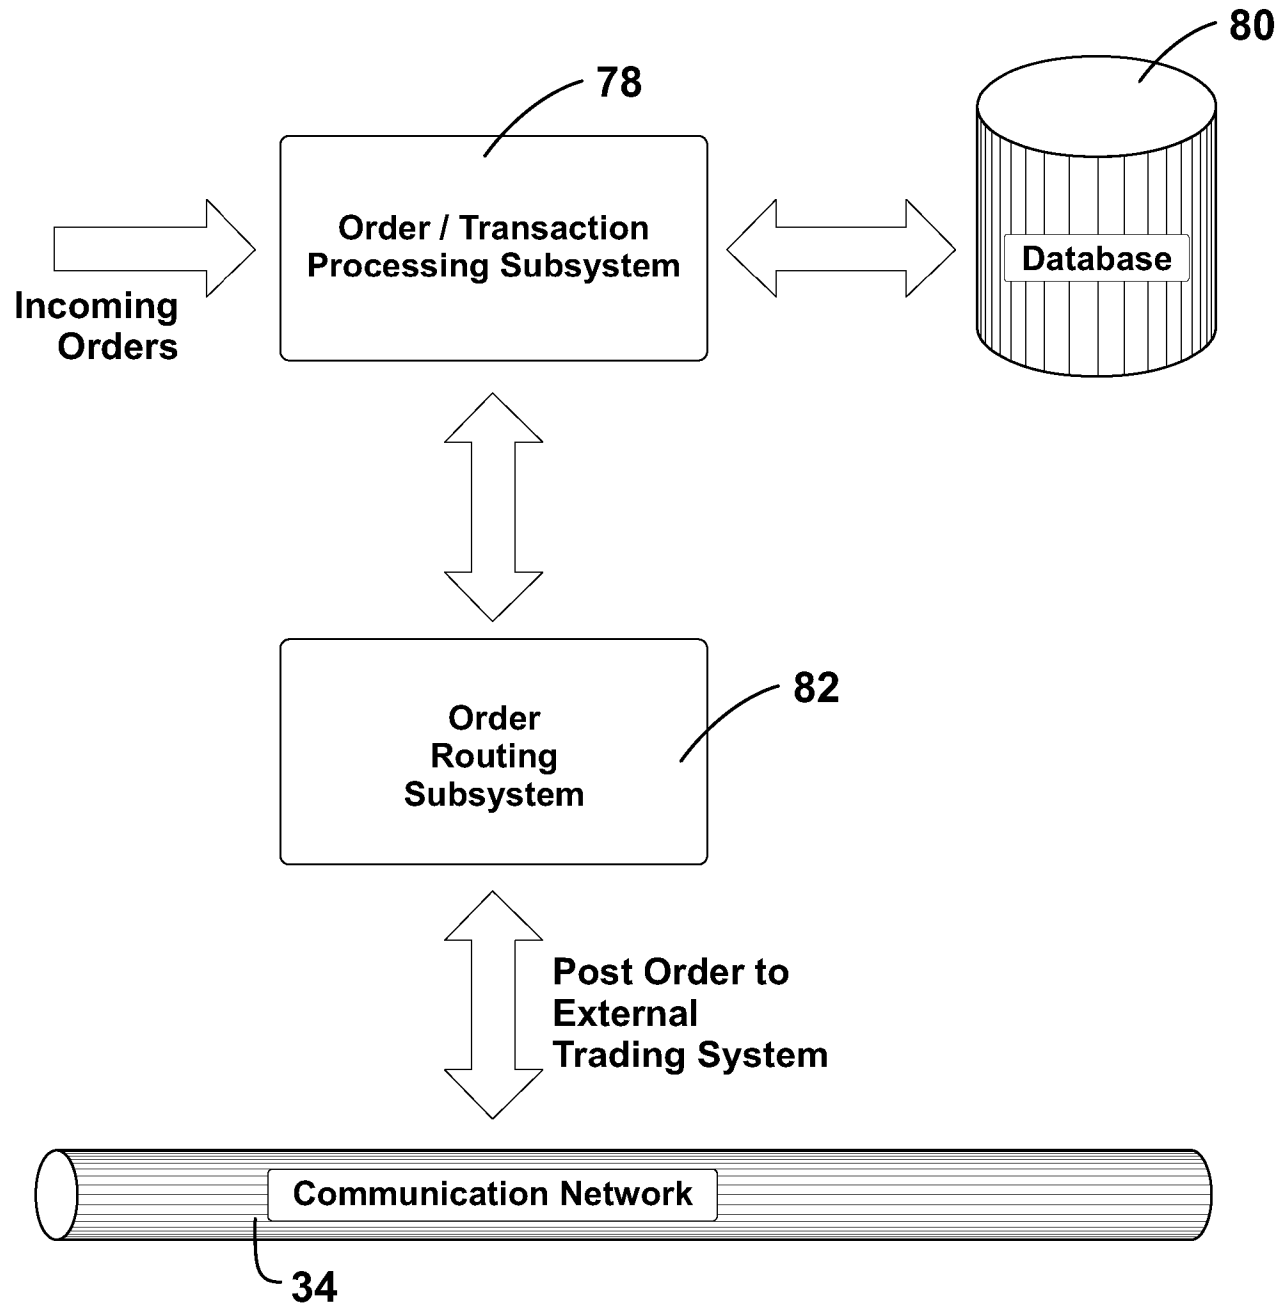 80
78
Order / Transaction
Processing Subsystem
Database
Incoming
Orders
82
Order
Routing
Subsystem
Post Order to
External
Trading System
Communication Network
34